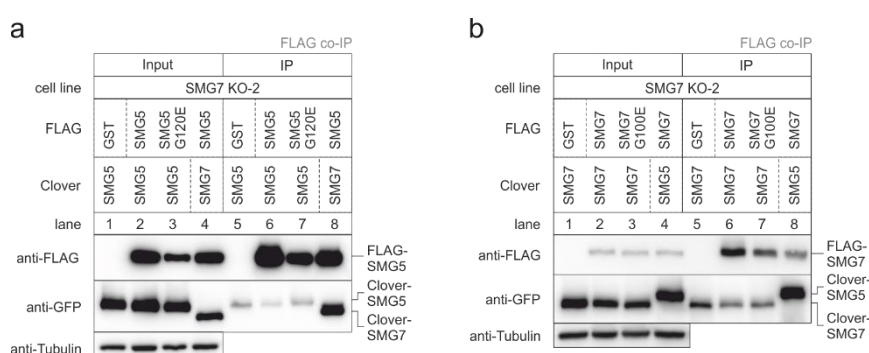 a
FLAG co-IP
Input IP
cell line SMG7 KO-2
FLAG GST SMG5 SMG5 G120E SMG5 GST SMG5 SMG5 G120E SMG5
Clover SMG5 SMG5 SMG5 SMG7 SMG5 SMG5 SMG5 SMG7
lane 1 2 3 4 5 6 7 8
anti-FLAG FLAG-SMG5
anti-GFP Clover-SMG5
Clover-SMG7
anti-Tubulin
b
FLAG co-IP
Input IP
cell line SMG7 KO-2
FLAG GST SMG7 SMG7 G100E SMG7 GST SMG7 SMG7 G100E SMG7
Clover SMG7 SMG7 SMG7 SMG5 SMG7 SMG7 SMG7 SMG5
lane 1 2 3 4 5 6 7 8
anti-FLAG FLAG-SMG7
anti-GFP Clover-SMG5
Clover-SMG7
anti-Tubulin